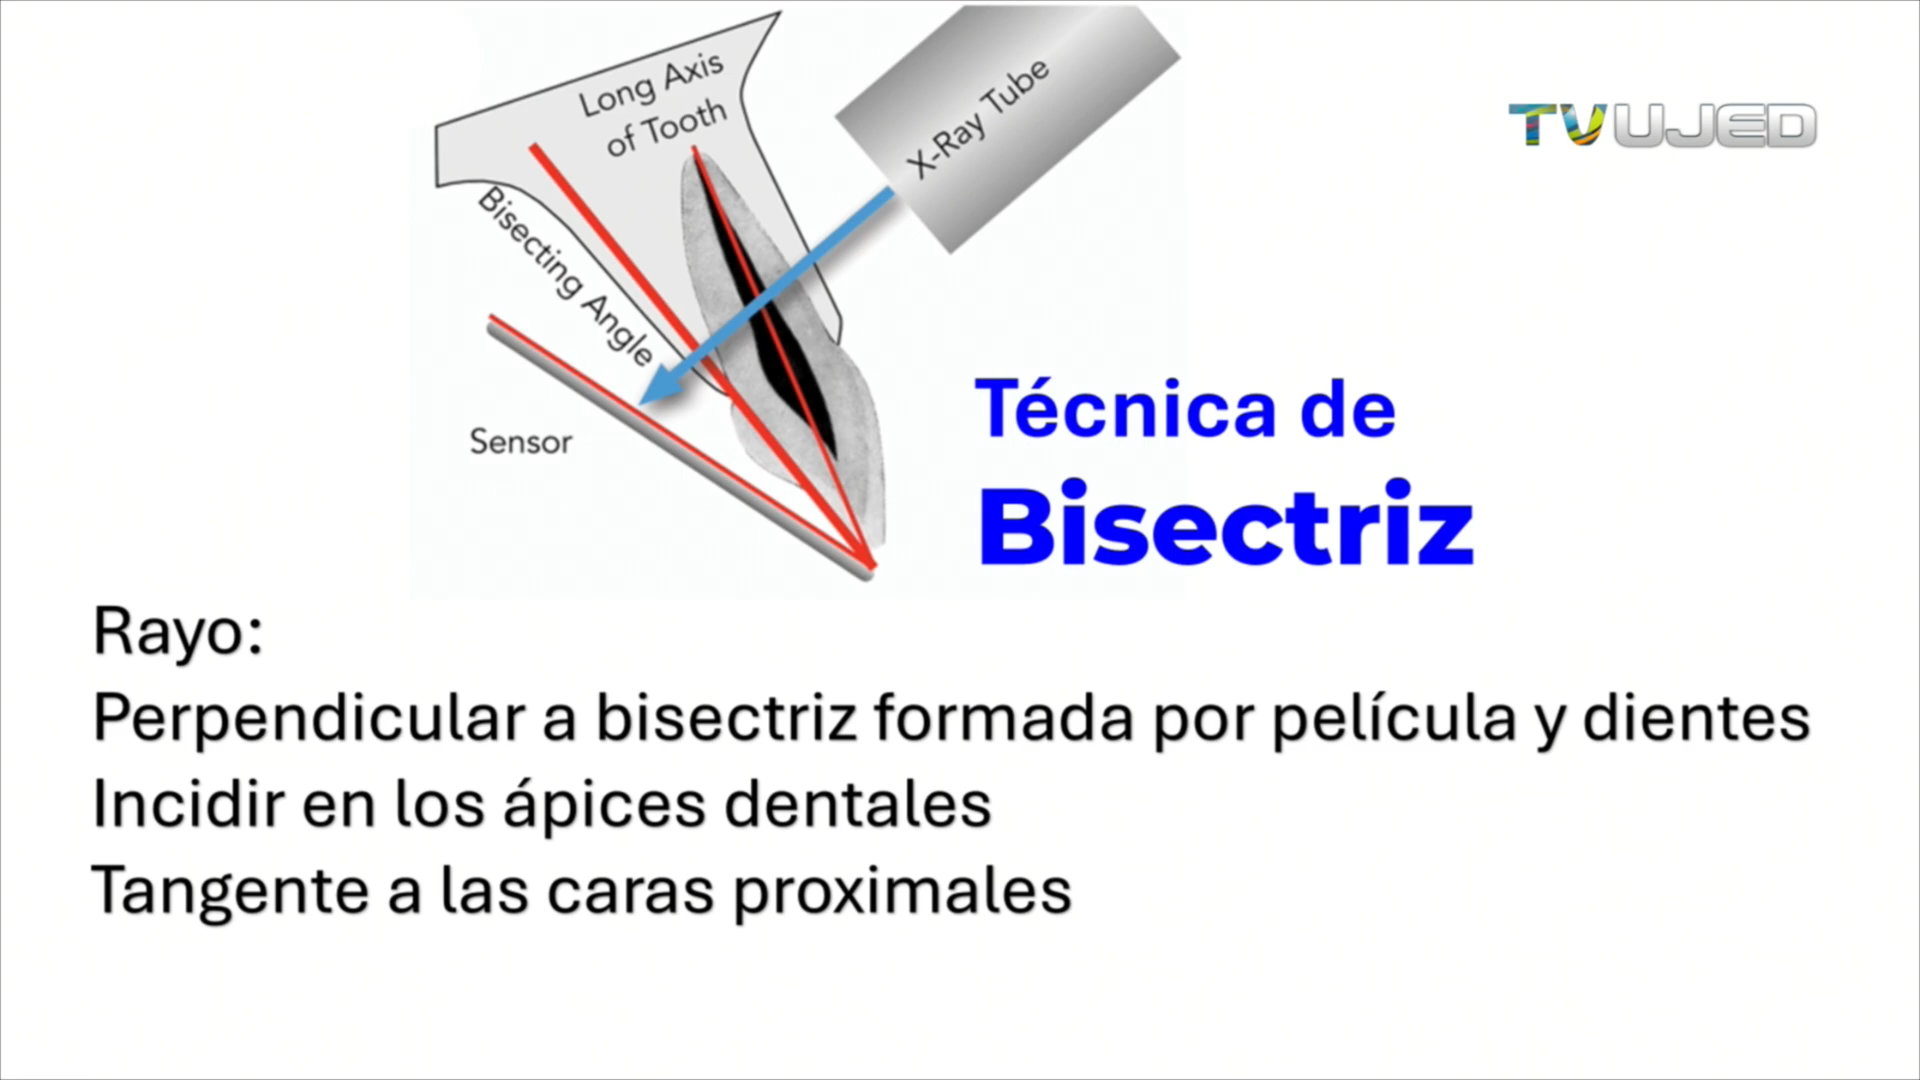 Long Axis
of Tooth
X-Ray Tube
TVUJED
Bisecting Angle
Sensor
Técnica de
Bisectriz
Rayo:
Perpendicular a bisectriz formada por película y dientes
Incidir en los ápices dentales
Tangente a las caras proximales